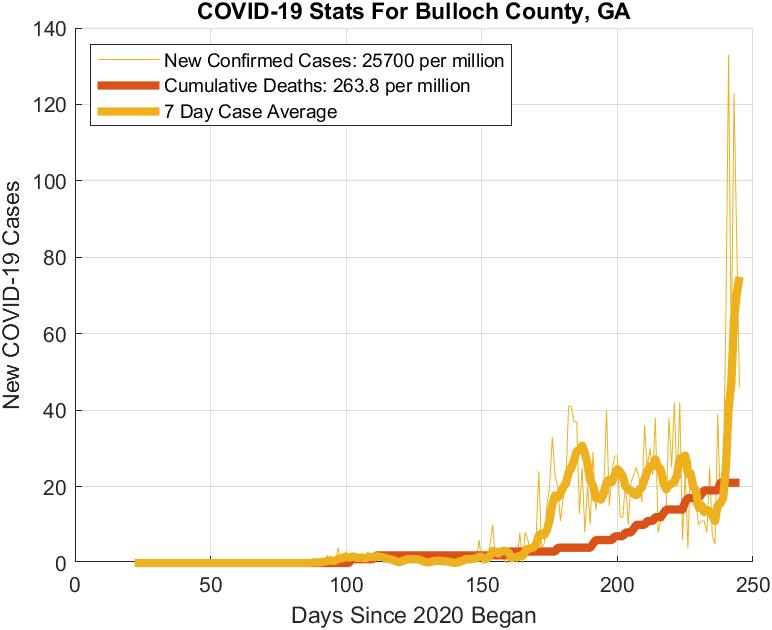 COVID-19 Stats For Bulloch County, GA
New Confirmed Cases: 25700 per million
Cumulative Deaths: 263.8 per million
7 Day Case Average
New COVID-19 Cases
140
120
100
80
60
40
20
0
0 50 100 150 200 250
Days Since 2020 Began